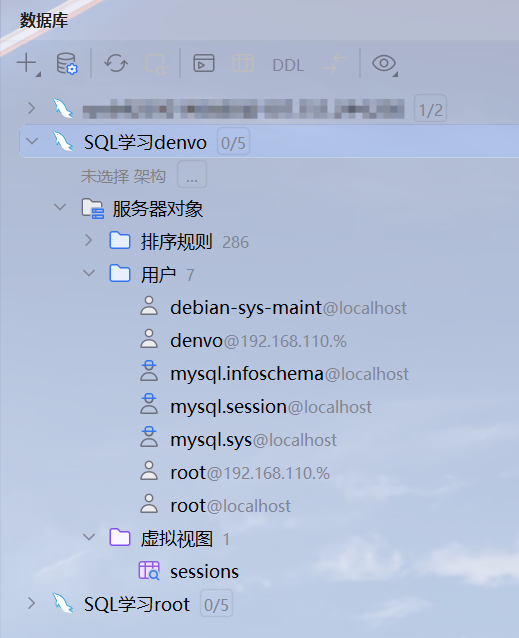 数据库
DDL
1/2
SQL学习denvo 0/5
未选择 架构 ...
服务器对象
排序规则 286
用户 7
debian-sys-maint@localhost
denvo@192.168.110.%
mysql.infoschema@localhost
mysql.session@localhost
mysql.sys@localhost
root@192.168.110.%
root@localhost
虚拟视图 1
sessions
SQL学习root 0/5